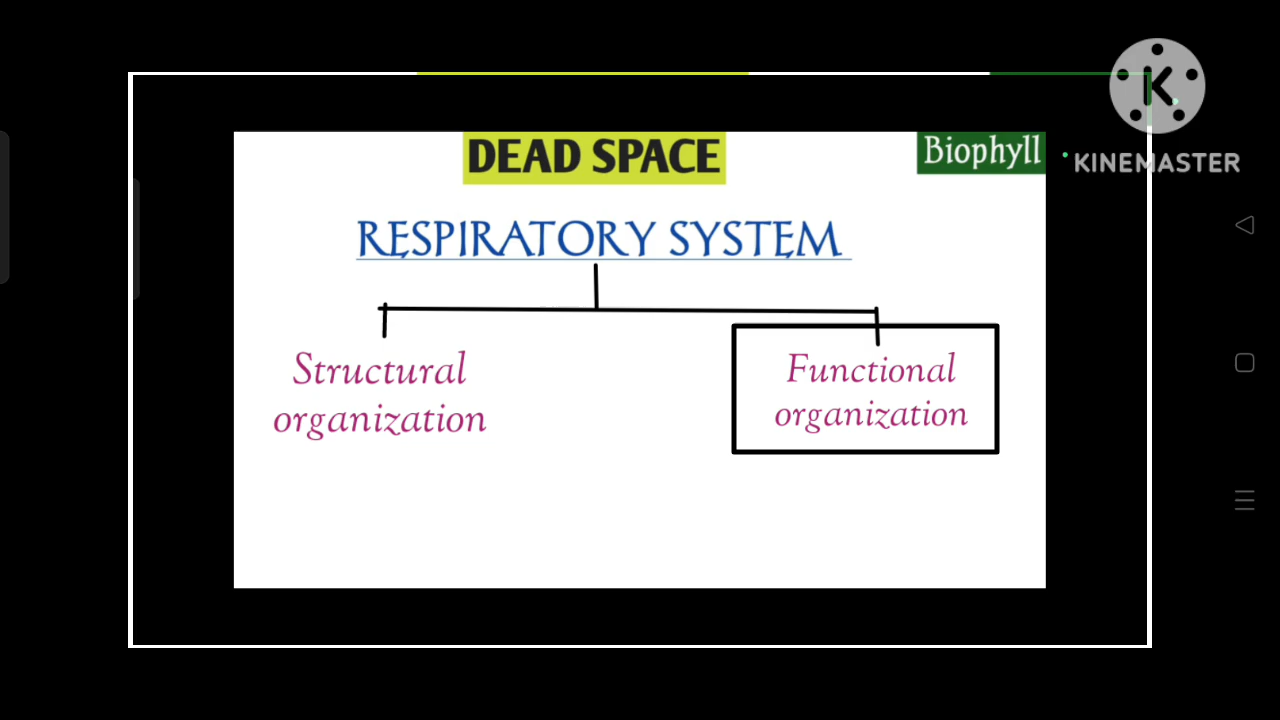 DEAD SPACE
Biophyll
KINEMASTER
RESPIRATORY SYSTEM
Structural
organization
Functional
organization